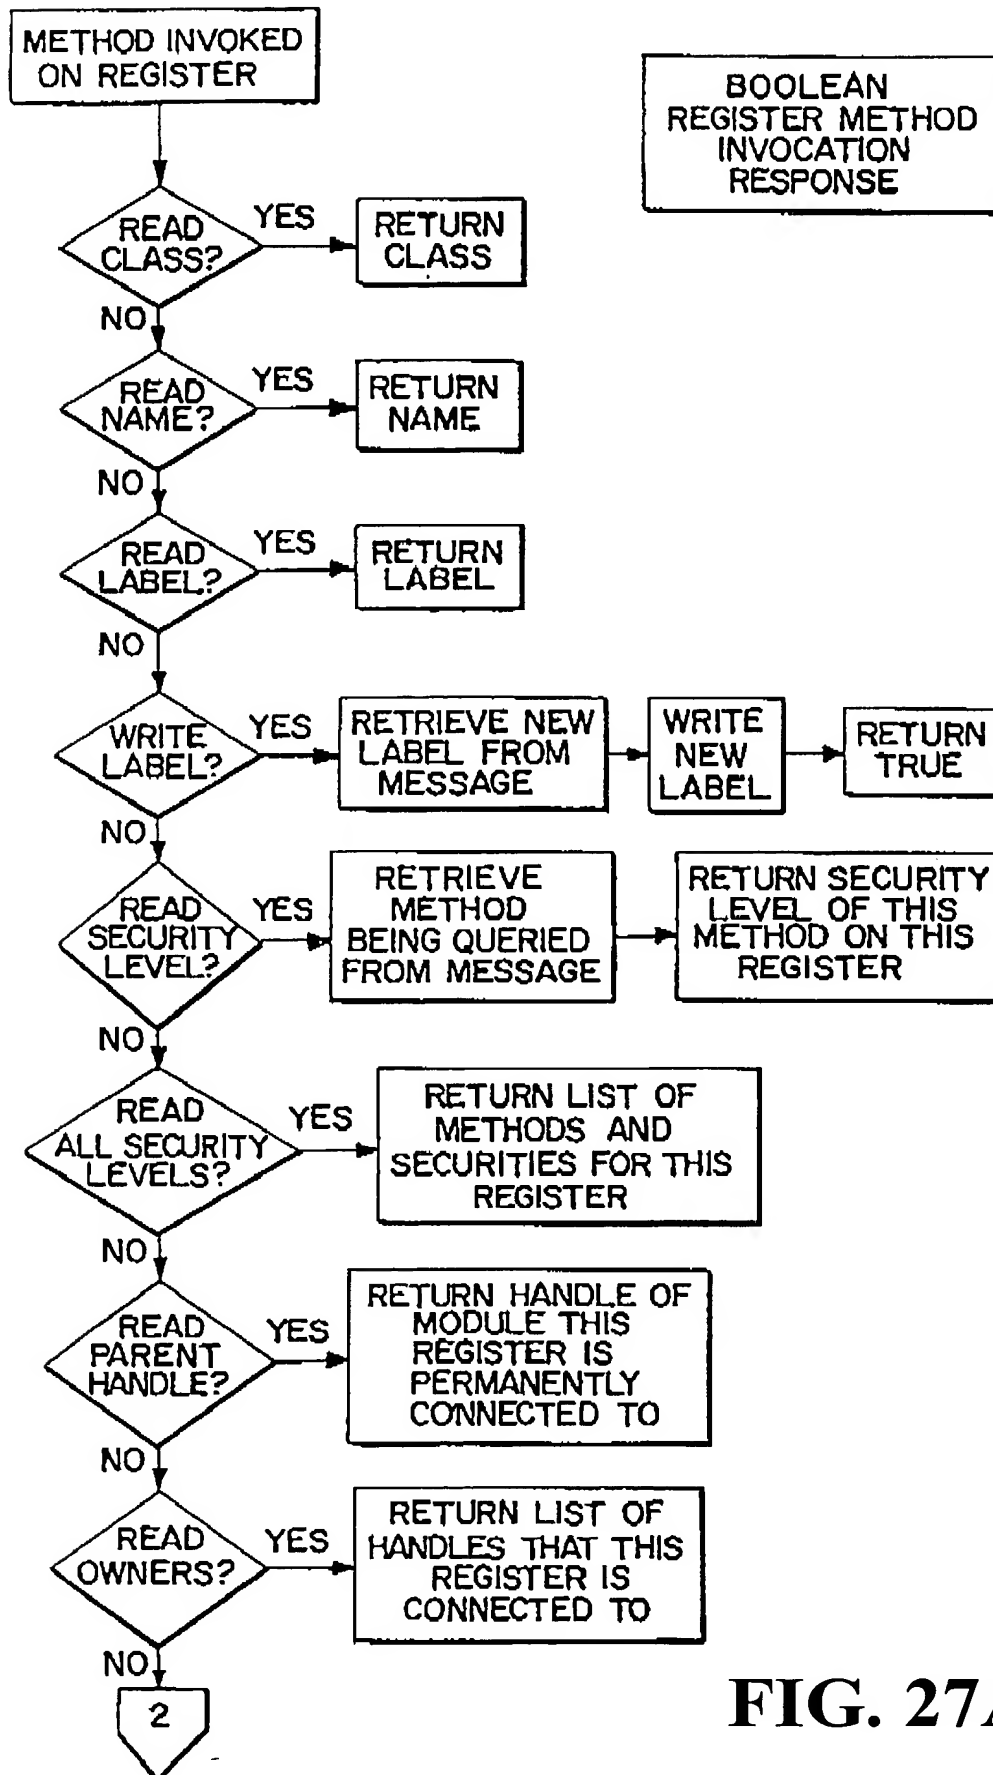 METHOD INVOKED
ON REGISTER
BOOLEAN
REGISTER METHOD
INVOCATION
RESPONSE
READ
CLASS?
YES
RETURN
CLASS
NO
READ
NAME?
YES
RETURN
NAME
NO
READ
LABEL?
YES
RETURN
LABEL
NO
WRITE
LABEL?
YES
RETRIEVE NEW
LABEL FROM
MESSAGE
WRITE
NEW
LABEL
RETURN
TRUE
NO
READ
SECURITY
LEVEL?
YES
RETRIEVE
METHOD
BEING QUERIED
FROM MESSAGE
RETURN SECURITY
LEVEL OF THIS
METHOD ON THIS
REGISTER
NO
READ
ALL SECURITY
LEVELS?
YES
RETURN LIST OF
METHODS AND
SECURITIES FOR THIS
REGISTER
NO
READ
PARENT
HANDLE?
YES
RETURN HANDLE OF
MODULE THIS
REGISTER IS
PERMANENTLY
CONNECTED TO
NO
READ
OWNERS?
YES
RETURN LIST OF
HANDLES THAT THIS
REGISTER IS
CONNECTED TO
NO
2
FIG. 27A